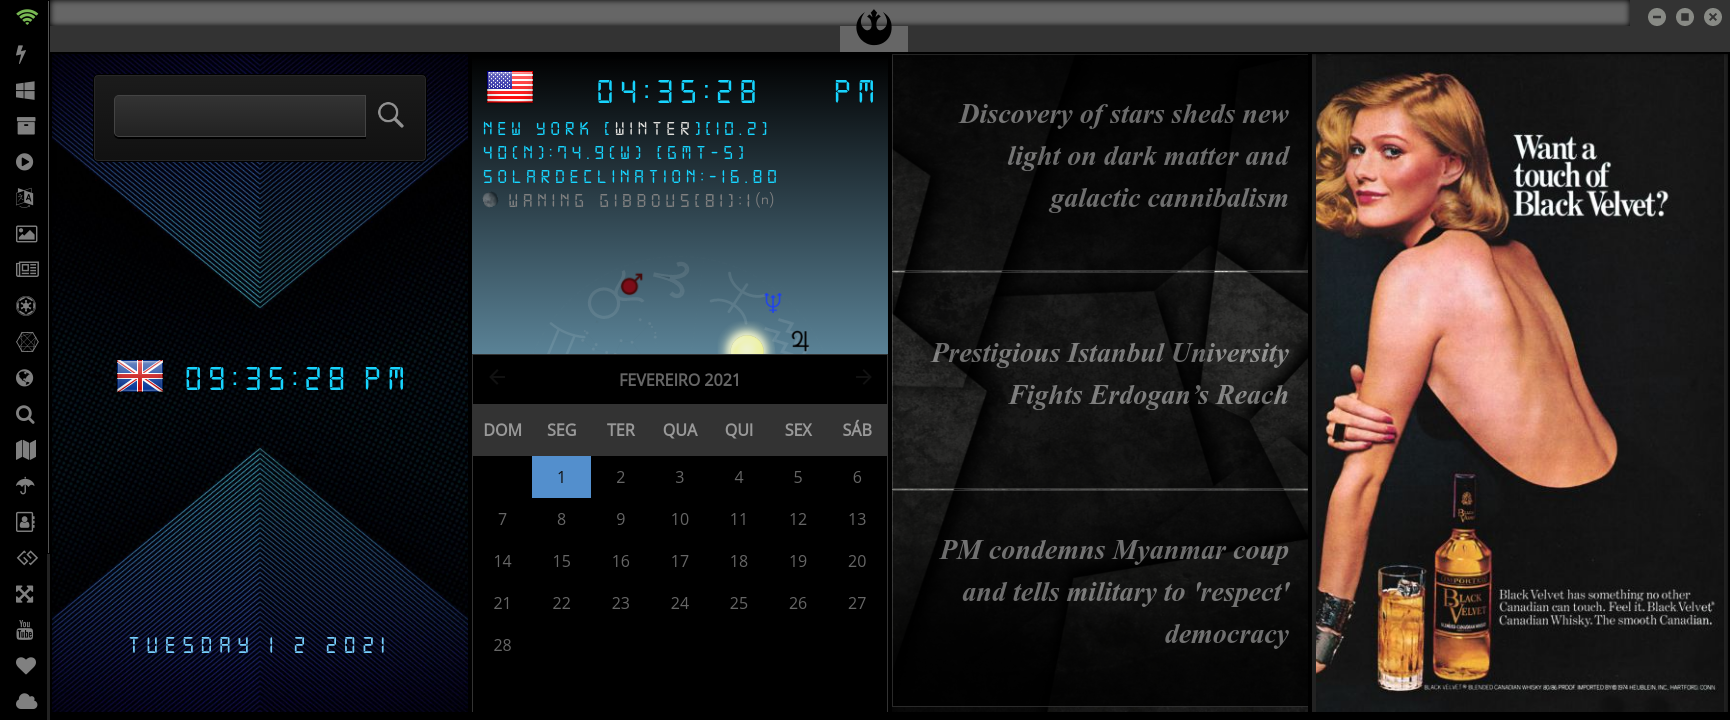 04:35:28 PM
NEW YORK (WINTER)(10.2)
40(N):74.9(W) (GMT-5)
SOLARDECLINATION:-16.80
WANING GIBBOUS(81):1(n)
09:35:28 PM
TUESDAY 1 2 2021
FEVEREIRO 2021
DOM SEG TER QUA QUI SEX SÁB
1 2 3 4 5 6
7 8 9 10 11 12 13
14 15 16 17 18 19 20
21 22 23 24 25 26 27
28
Discovery of stars sheds new
light on dark matter and
galactic cannibalism
Prestigious Istanbul University
Fights Erdogan’s Reach
PM condemns Myanmar coup
and tells military to 'respect'
democracy
Want a
touch of
Black Velvet?
IMPORTED
BLACK
VELVET
BLENDED CANADIAN WHISKY
Black Velvet has something no other
Canadian can touch. Feel it. Black Velvet®
Canadian Whisky. The smooth Canadian.
BLACK VELVET® BLENDED CANADIAN WHISKY 80/86 PROOF IMPORTED BY © 1974 HEUBLEIN, INC., HARTFORD, CONN
You
Tube